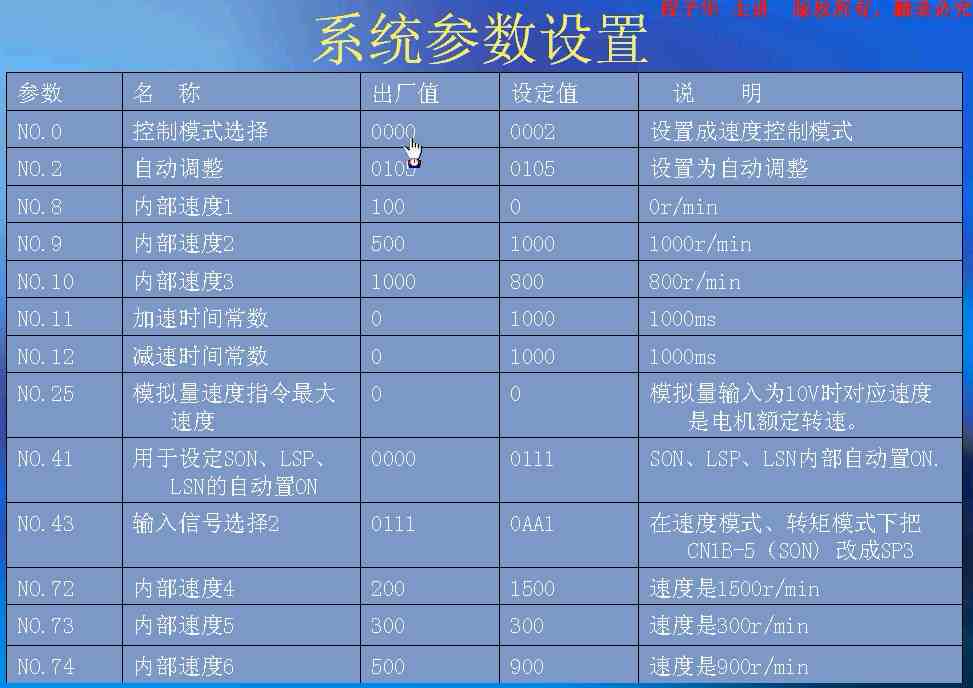 程子华 主讲 版权所有，翻录必究
系统参数设置
参数 名 称 出厂值 设定值 说 明
NO.0 控制模式选择 0000 0002 设置成速度控制模式
NO.2 自动调整 0105 0105 设置为自动调整
NO.8 内部速度1 100 0 0r/min
NO.9 内部速度2 500 1000 1000r/min
NO.10 内部速度3 1000 800 800r/min
NO.11 加速时间常数 0 1000 1000ms
NO.12 减速时间常数 0 1000 1000ms
NO.25 模拟量速度指令最大 0 0 模拟量输入为10V时对应速度
速度 是电机额定转速。
NO.41 用于设定SON、LSP、 0000 0111 SON、LSP、LSN内部自动置ON.
LSN的自动置ON
NO.43 输入信号选择2 0111 0AA1 在速度模式、转矩模式下把
CN1B-5（SON）改成SP3
NO.72 内部速度4 200 1500 速度是1500r/min
NO.73 内部速度5 300 300 速度是300r/min
NO.74 内部速度6 500 900 速度是900r/min